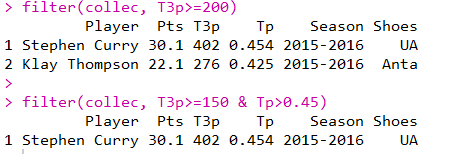 > filter(collec, T3p>=200)
Player Pts T3p Tp Season Shoes
1 Stephen Curry 30.1 402 0.454 2015-2016 UA
2 Klay Thompson 22.1 276 0.425 2015-2016 Anta
>
> filter(collec, T3p>=150 & Tp>0.45)
Player Pts T3p Tp Season Shoes
1 Stephen Curry 30.1 402 0.454 2015-2016 UA